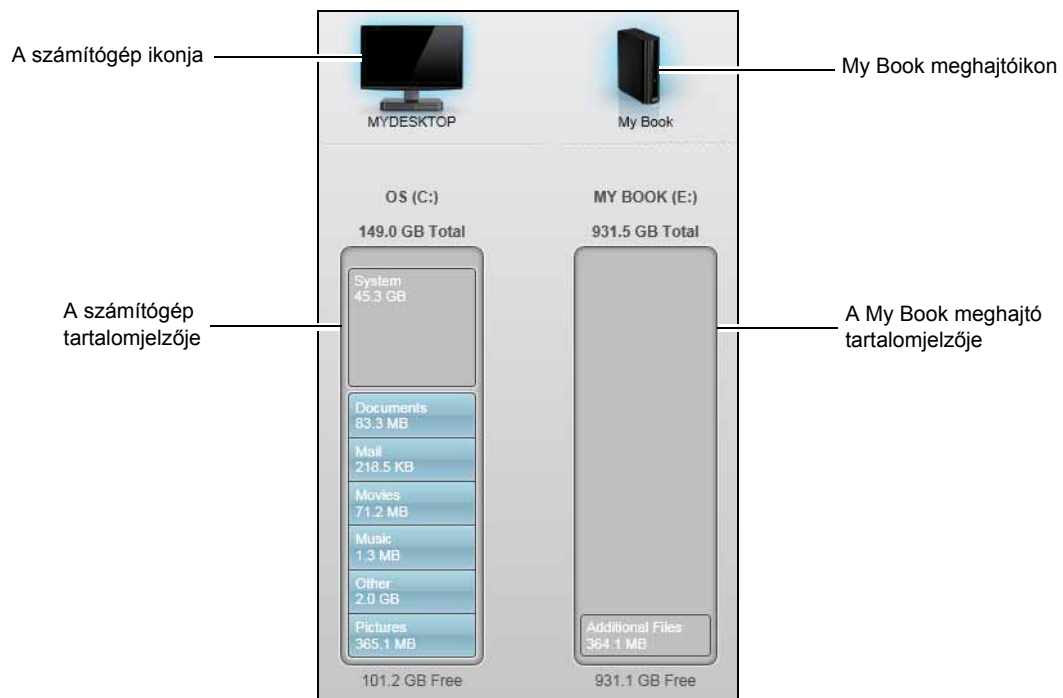 A számítógép ikonja
My Book meghajtóikon
MYDESKTOP
My Book
OS (C:)
MY BOOK (E:)
149.0 GB Total
931.5 GB Total
System
45.3 GB
A számítógép
tartalomjelzője
A My Book meghajtó
tartalomjelzője
Documents
83.3 MB
Mail
218.5 KB
Movies
71.2 MB
Music
1.3 MB
Other
2.0 GB
Pictures
365.1 MB
Additional Files
364.1 MB
101.2 GB Free
931.1 GB Free